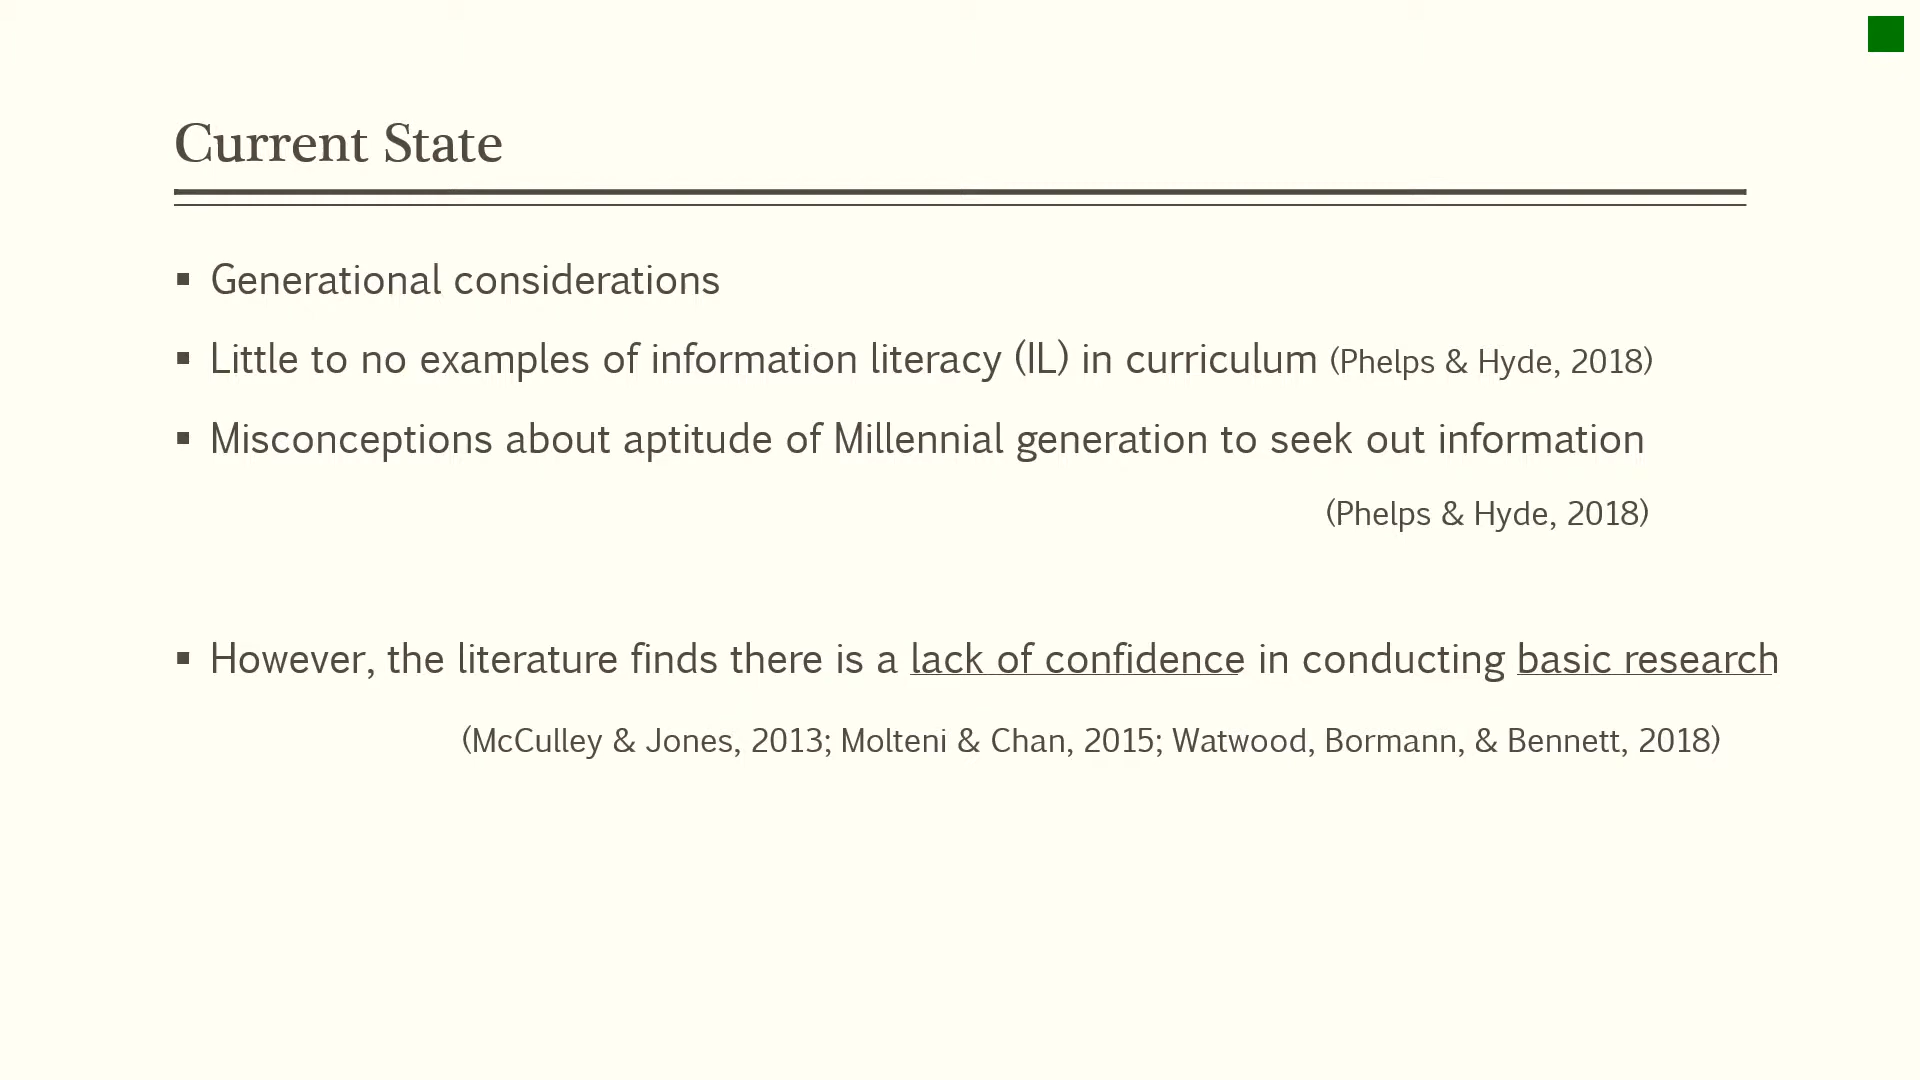 Current State
▪ Generational considerations
▪ Little to no examples of information literacy (IL) in curriculum (Phelps & Hyde, 2018)
▪ Misconceptions about aptitude of Millennial generation to seek out information
(Phelps & Hyde, 2018)
▪ However, the literature finds there is a lack of confidence in conducting basic research
(McCulley & Jones, 2013; Molteni & Chan, 2015; Watwood, Bormann, & Bennett, 2018)